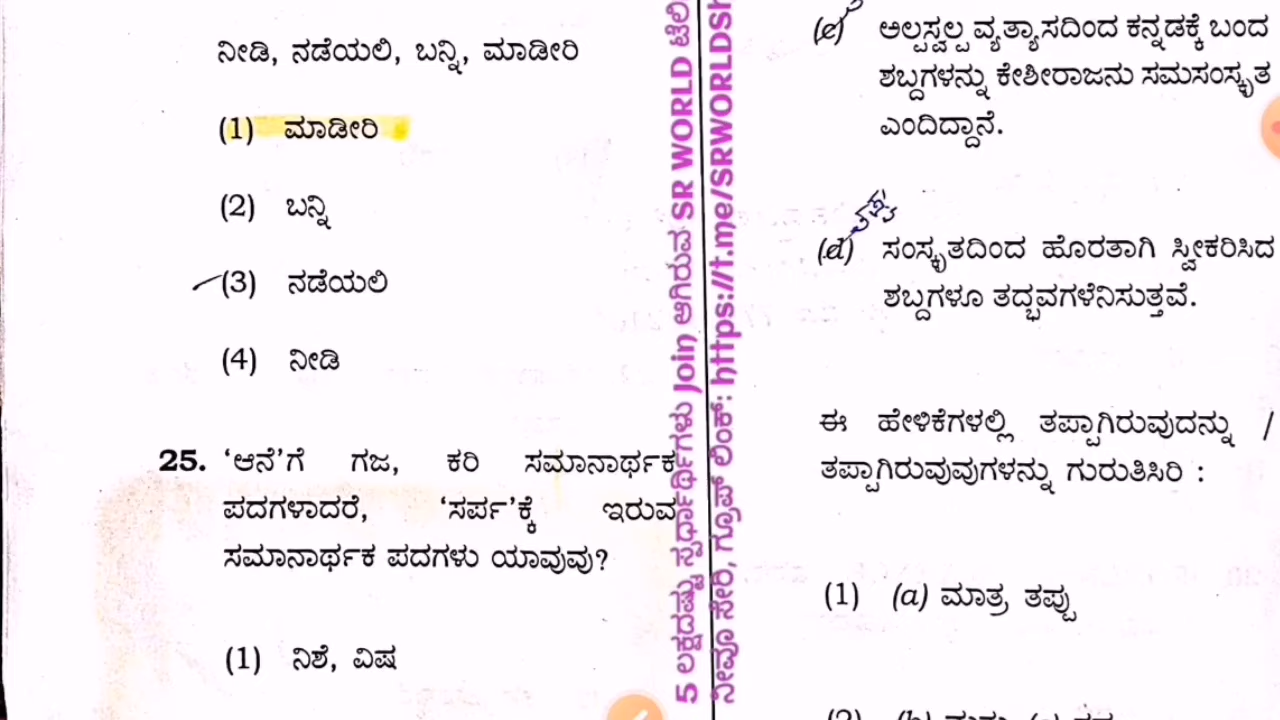 ನೀಡಿ, ನಡೆಯಲಿ, ಬನ್ನಿ, ಮಾಡೀರಿ
(1) ಮಾಡೀರಿ
(2) ಬನ್ನಿ
(3) ನಡೆಯಲಿ
(4) ನೀಡಿ
25. ‘ಆನೆ’ಗೆ ಗಜ, ಕರಿ ಸಮಾನಾರ್ಥಕ
ಪದಗಳಾದರೆ, ‘ಸರ್ಪ’ಕ್ಕೆ ಇರುವ
ಸಮಾನಾರ್ಥಕ ಪದಗಳು ಯಾವುವು?
(1) ನಿಶೆ, ವಿಷ
5 ಲಕ್ಷದಷ್ಟು ಸ್ಪರ್ಧಾರ್ಥಿಗಳು Join ಆಗಿರುವ SR WORLD ಟೆಲಿ
ನೀವೂ ಸೇರಿ, ಗ್ರೂಪ್ ಲಿಂಕ್: https://t.me/SRWORLDSH
(c) ಅಲ್ಪಸ್ವಲ್ಪ ವ್ಯತ್ಯಾಸದಿಂದ ಕನ್ನಡಕ್ಕೆ ಬಂದ
ಶಬ್ದಗಳನ್ನು ಕೇಶೀರಾಜನು ಸಮಸಂಸ್ಕೃತ
ಎಂದಿದ್ದಾನೆ.
(d) ಸಂಸ್ಕೃತದಿಂದ ಹೊರತಾಗಿ ಸ್ವೀಕರಿಸಿದ
ಶಬ್ದಗಳೂ ತದ್ಭವಗಳೆನಿಸುತ್ತವೆ.
ಈ ಹೇಳಿಕೆಗಳಲ್ಲಿ ತಪ್ಪಾಗಿರುವುದನ್ನು /
ತಪ್ಪಾಗಿರುವುವುಗಳನ್ನು ಗುರುತಿಸಿರಿ :
(1) (a) ಮಾತ್ರ ತಪ್ಪು